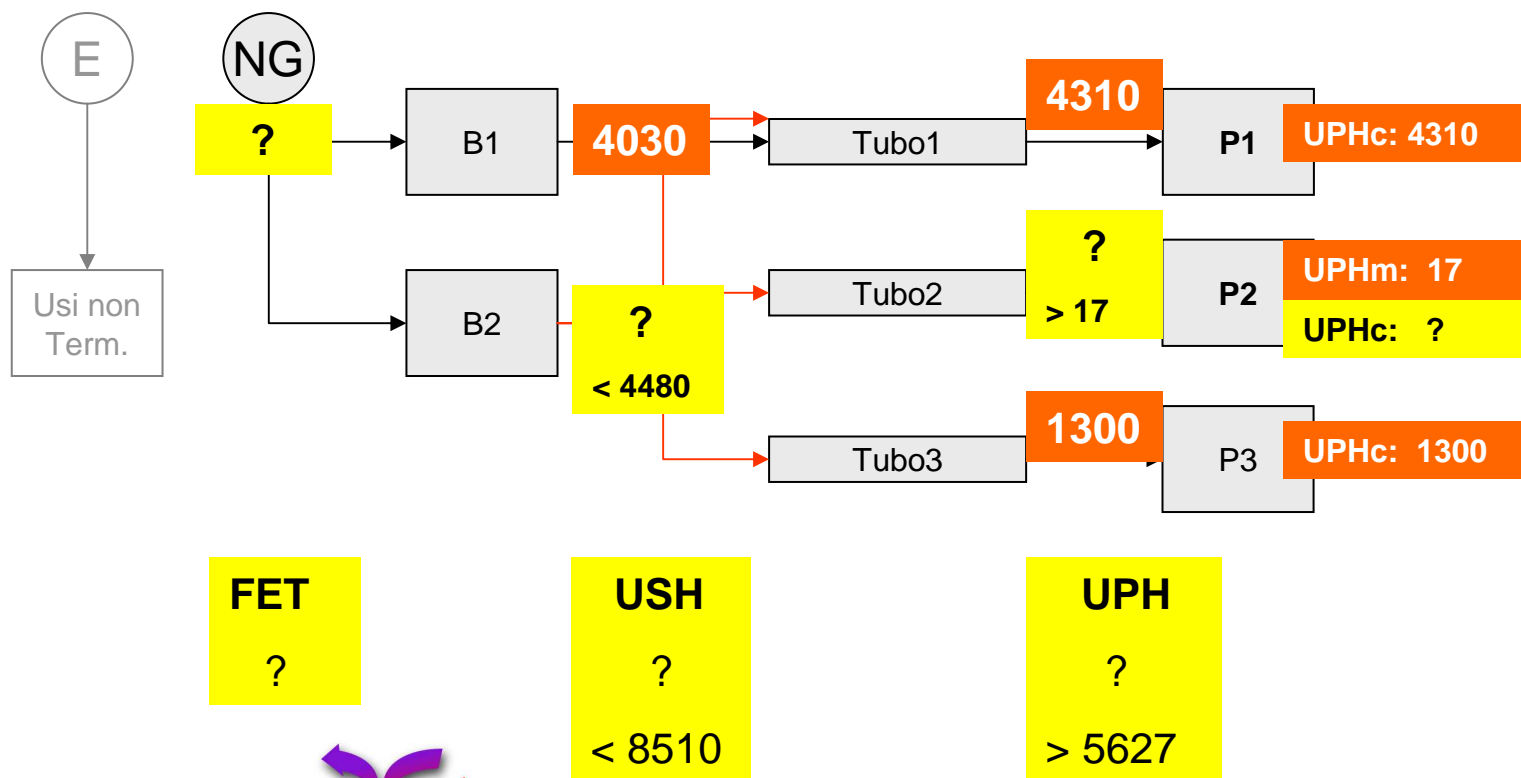 E
NG
?
B1
4030
Tubo1
4310
P1
UPHc: 4310
Usi non
Term.
B2
?
< 4480
Tubo2
?
> 17
P2
UPHm: 17
UPHc: ?
Tubo3
1300
P3
UPHc: 1300
FET
?
USH
?
< 8510
UPH
?
> 5627